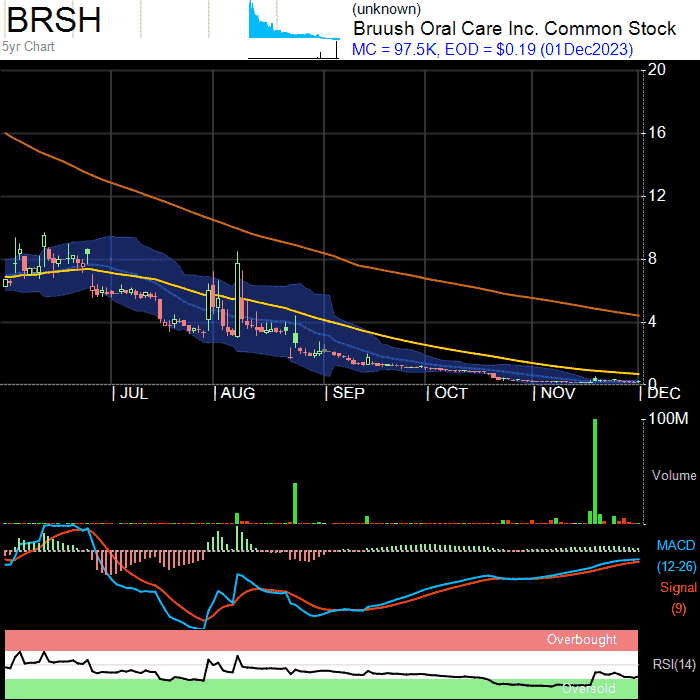 BRSH
5yr Chart
(unknown)
Bruush Oral Care Inc. Common Stock
MC = 97.5K, EOD = $0.19 (01Dec2023)
20
16
12
8
4
0
JUL
AUG
SEP
OCT
NOV
DEC
100M
Volume
MACD
(12-26)
Signal
(9)
Overbought
RSI(14)
Oversold